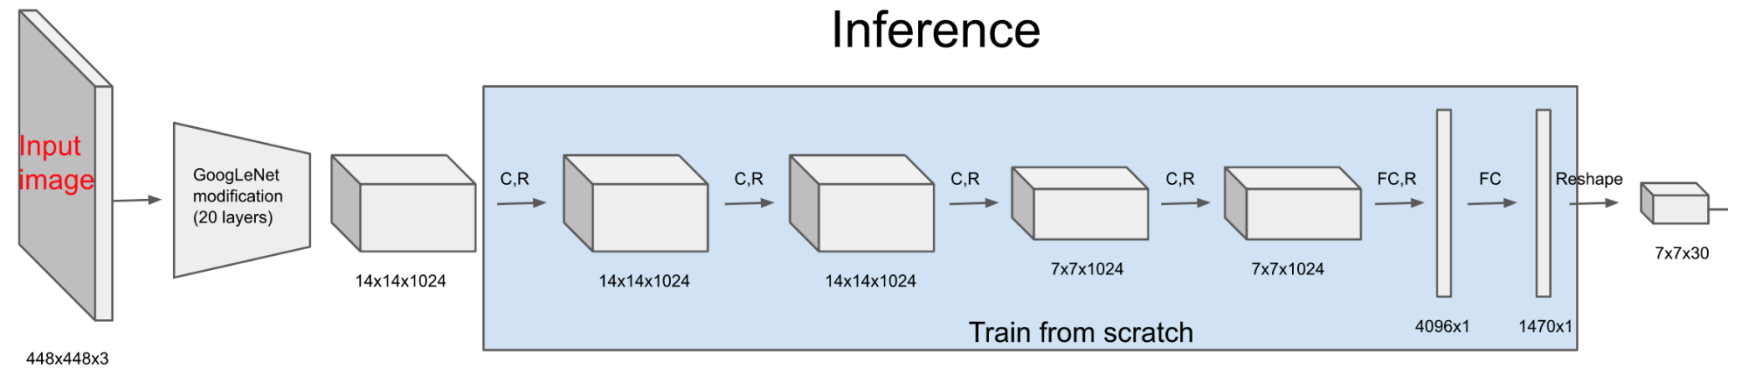 Inference
Input
image
GoogLeNet
modification
(20 layers)
C,R
C,R
C,R
C,R
FC,R
FC
Reshape
14x14x1024
14x14x1024
14x14x1024
7x7x1024
7x7x1024
7x7x30
Train from scratch
4096x1
1470x1
448x448x3